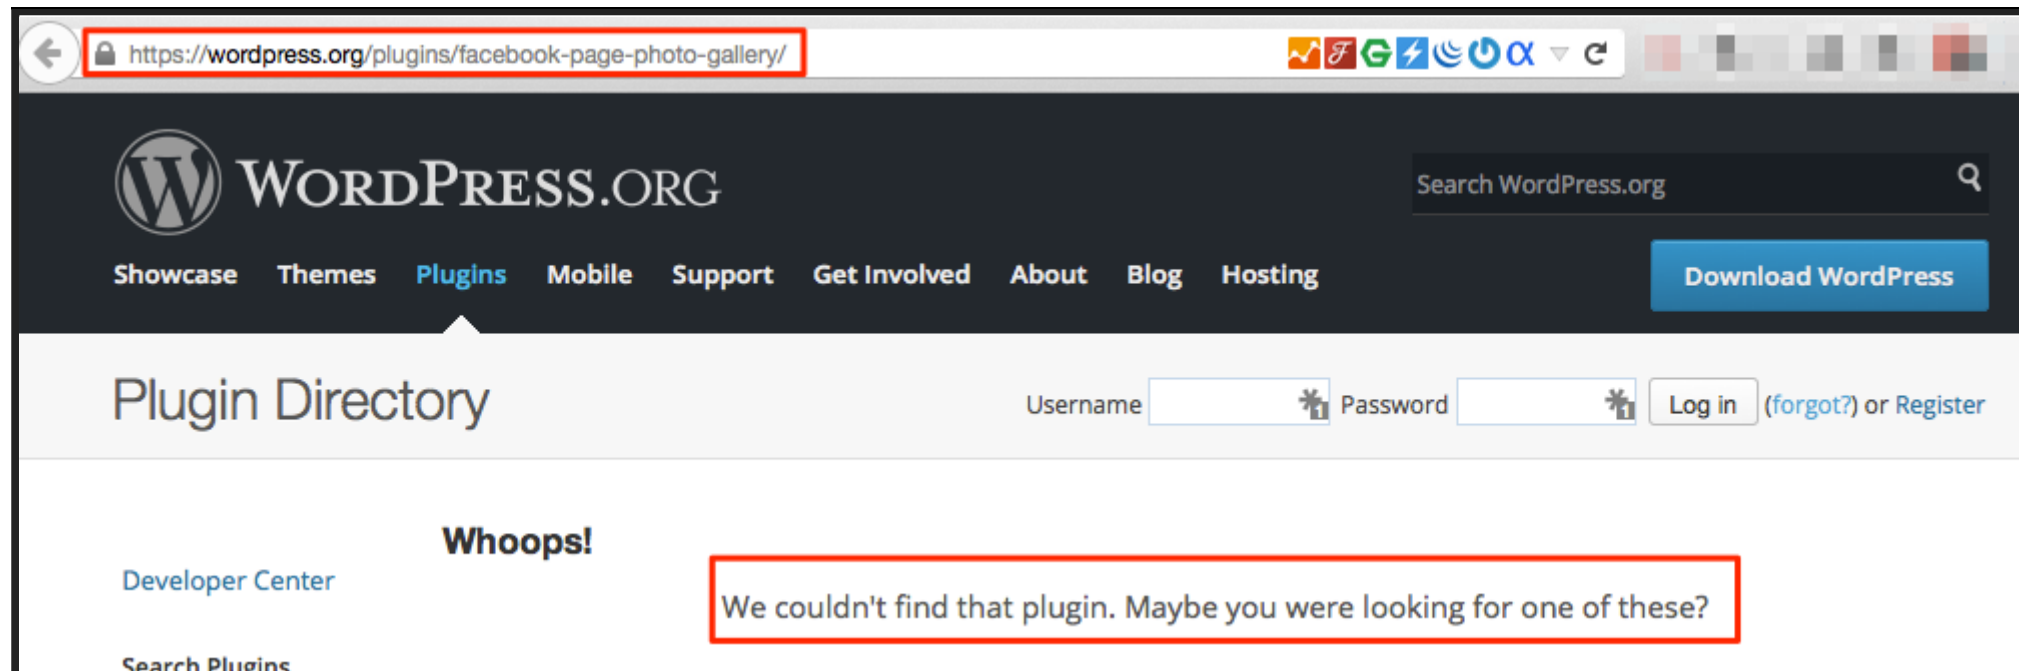 https://wordpress.org/plugins/facebook-page-photo-gallery/
WORDPRESS.ORG
Search WordPress.org
Showcase Themes Plugins Mobile Support Get Involved About Blog Hosting
Download WordPress
Plugin Directory
Username Password Log in (forgot?) or Register
Whoops!
Developer Center
We couldn't find that plugin. Maybe you were looking for one of these?
Search Plugins